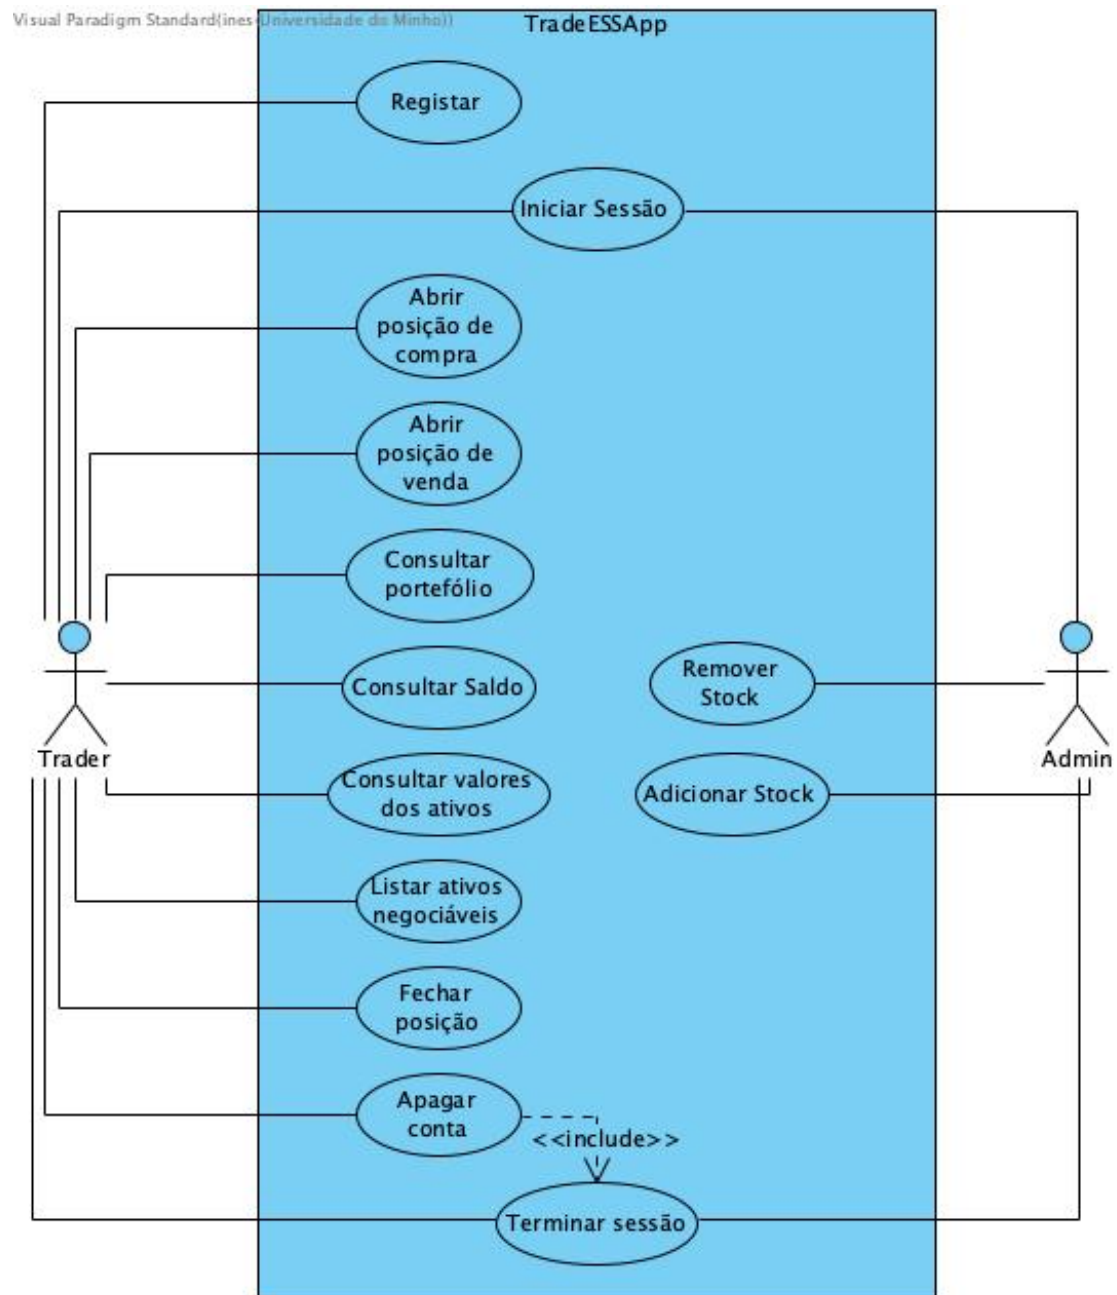 Visual Paradigm Standard(ines(Universidade do Minho))
TradeESSApp
Registar
Iniciar Sessão
Abrir
posição de
compra
Abrir
posição de
venda
Consultar
portefólio
Consultar Saldo
Remover
Stock
Trader
Admin
Consultar valores
dos ativos
Adicionar Stock
Listar ativos
negociáveis
Fechar
posição
Apagar
conta
<<include>>
Terminar sessão